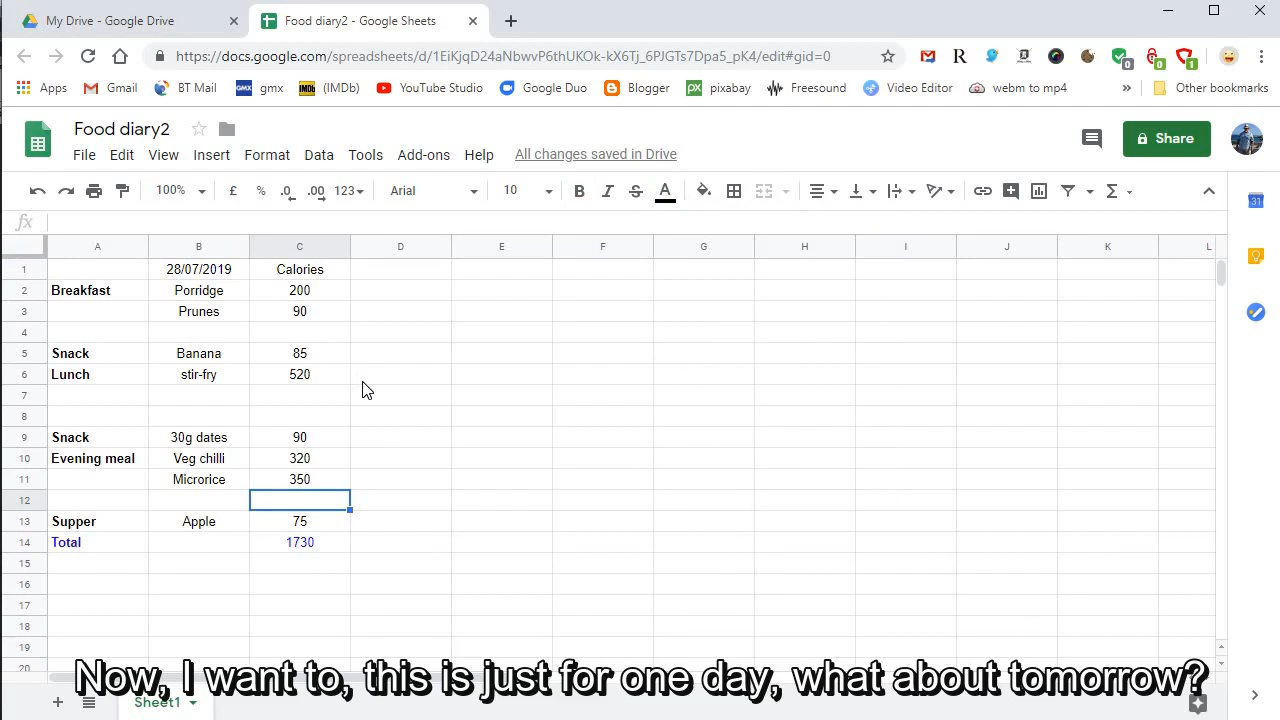 My Drive - Google Drive
Food diary2 - Google Sheets
https://docs.google.com/spreadsheets/d/1EiKjqD24aNbwvP6thUKOk-kX6Tj_6PJGTs7Dpa5_pK4/edit#gid=0
Apps Gmail BT Mail GMX gmx IMDb (IMDb) YouTube Studio Google Duo Blogger px pixabay Freesound Video Editor webm to mp4 » Other bookmarks
Food diary2
Share
File Edit View Insert Format Data Tools Add-ons Help All changes saved in Drive
100% £ % .0 .00 123 Arial 10 B I S A
fx
A B C D E F G H I J K L
1 28/07/2019 Calories
2 Breakfast Porridge 200
3 Prunes 90
4
5 Snack Banana 85
6 Lunch stir-fry 520
7
8
9 Snack 30g dates 90
10 Evening meal Veg chilli 320
11 Microrice 350
12
13 Supper Apple 75
14 Total 1730
15
16
17
18
19
20
Now, I want to, this is just for one day, what about tomorrow?
Sheet1